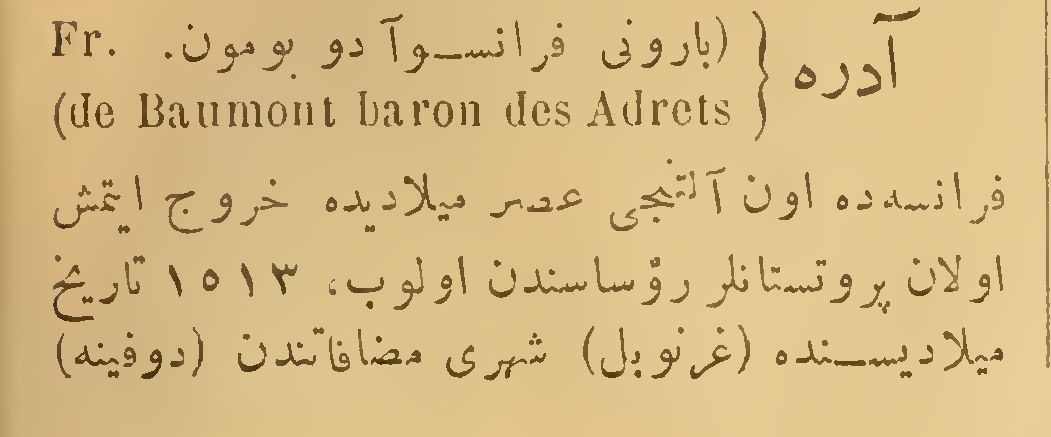 آدره { (بارونی فرانسوآ دو بومون. Fr.
de Baumont baron des Adrets)
فرانسه‌ده اون آلتنجی عصر میلادیده خروج ایتمش
اولان پروتستانلر رؤساسندن اولوب، ۱۵۱۳ تاریخ
میلادیسنده (غرنوبل) شهری مضافاتندن (دوفینه)